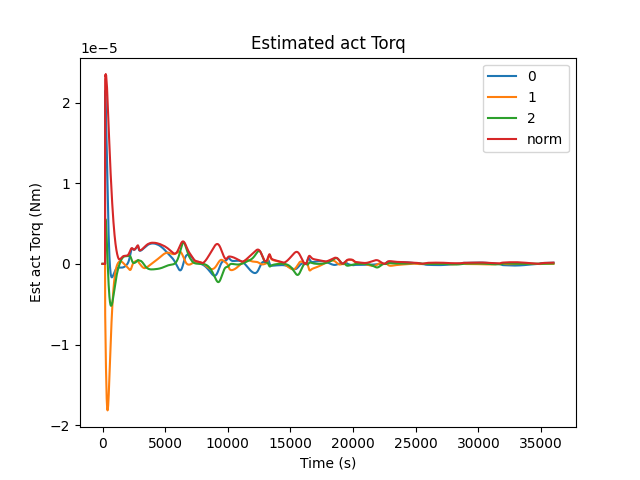 Estimated act Torq
1e−5
0
1
2
norm
2
1
0
−1
−2
Est act Torq (Nm)
0 5000 10000 15000 20000 25000 30000 35000
Time (s)